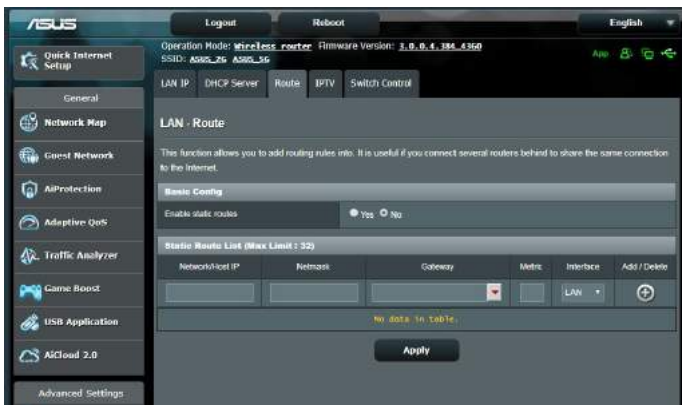 ASUS
Logout
Reboot
English
Operation Mode: Wireless router Firmware Version: 3.0.0.4.384_4360
SSID: ASUS_2G ASUS_5G
App
Quick Internet Setup
General
Network Map
Guest Network
AiProtection
Adaptive QoS
Traffic Analyzer
Game Boost
USB Application
AiCloud 2.0
Advanced Settings
LAN IP
DHCP Server
Route
IPTV
Switch Control
LAN - Route
This function allows you to add routing rules into. It is useful if you connect several routers behind to share the same connection
to the Internet.
Basic Config
Enable static routes
Yes
No
Static Route List (Max Limit : 32)
Network/Host IP
Netmask
Gateway
Metric
Interface
Add / Delete
LAN
No data in table.
Apply